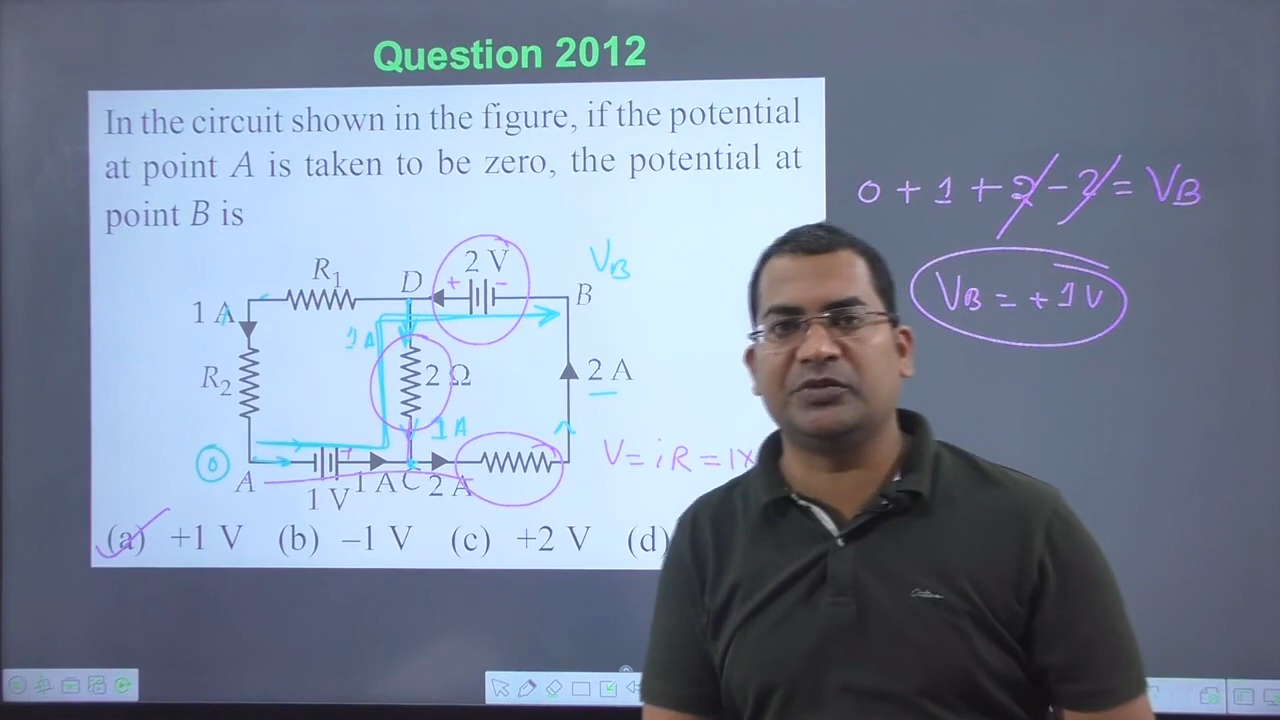 Question 2012
In the circuit shown in the figure, if the potential
at point A is taken to be zero, the potential at
point B is
0 + 1 + 2 - 2 = VB
VB = +1V
R1
D
+ 2 V -
VB
B
1 A
1 A
R2
2 Ω
2 A
1 A
V = iR = 1×
0
A
+
1 V
1 A
C
2 A
(a) +1 V (b) –1 V (c) +2 V (d)